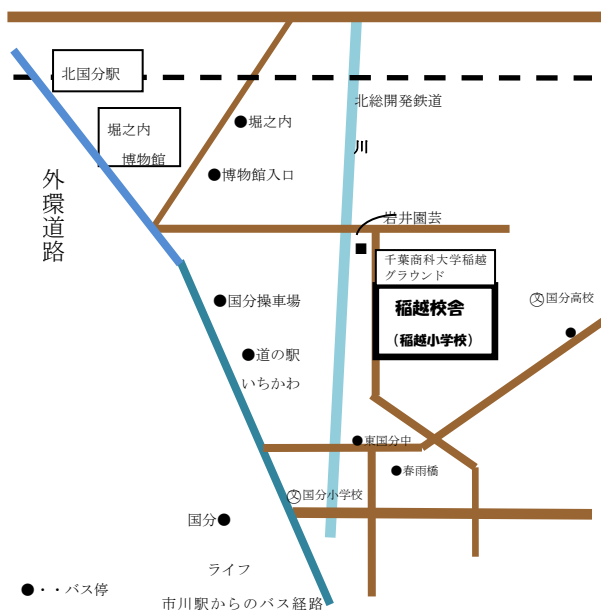 北国分駅
北総開発鉄道
堀之内
博物館
●堀之内
川
●博物館入口
外環道路
岩井園芸
千葉商科大学稲越
グラウンド
稲越校舎
（稲越小学校）
㊛国分高校
●国分操車場
●道の駅
いちかわ
東国分中
春雨橋
文国分小学校
国分●
ライフ
●・・バス停
市川駅からのバス経路